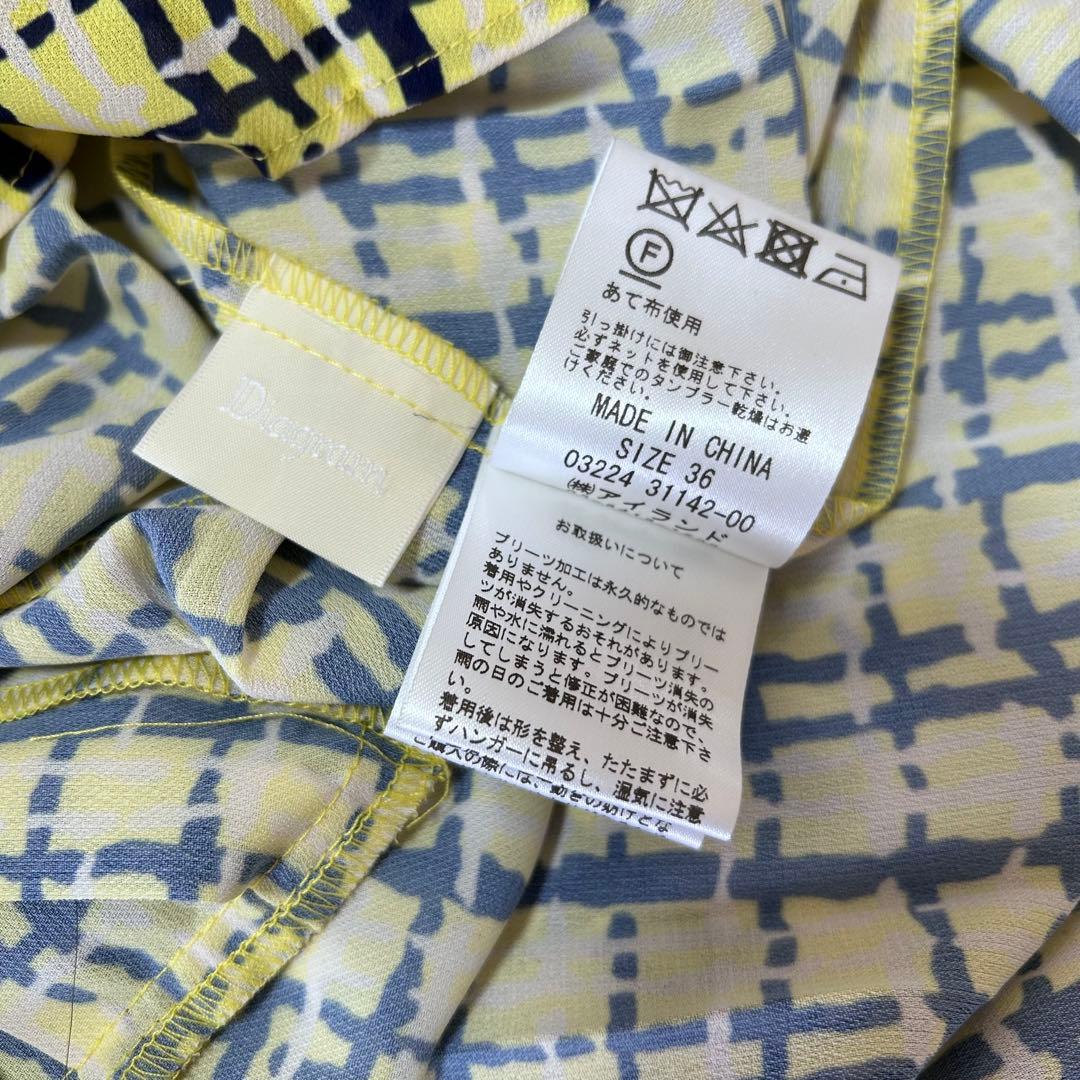 Diagram
F
あて布使用
引っ掛けには御注意下さい。
必ずネットを使用して下さい。
ご家庭でのタンブラー乾燥はお避
けください。
MADE IN CHINA
SIZE 36
03224 31142-00
㈱アイランド
お取扱いについて
プリーツ加工は永久的なものでは
ありません。
着用やクリーニングによりプリー
ツが消失するおそれがあります。
雨や水に濡れるとプリーツ消失の
原因になります。プリーツが消失
してしまうと修正が困難なので、
雨の日のご着用は十分ご注意下さ
い。
着用後は形を整え、たたまずに必
ずハンガーに吊るし、湿気に注意